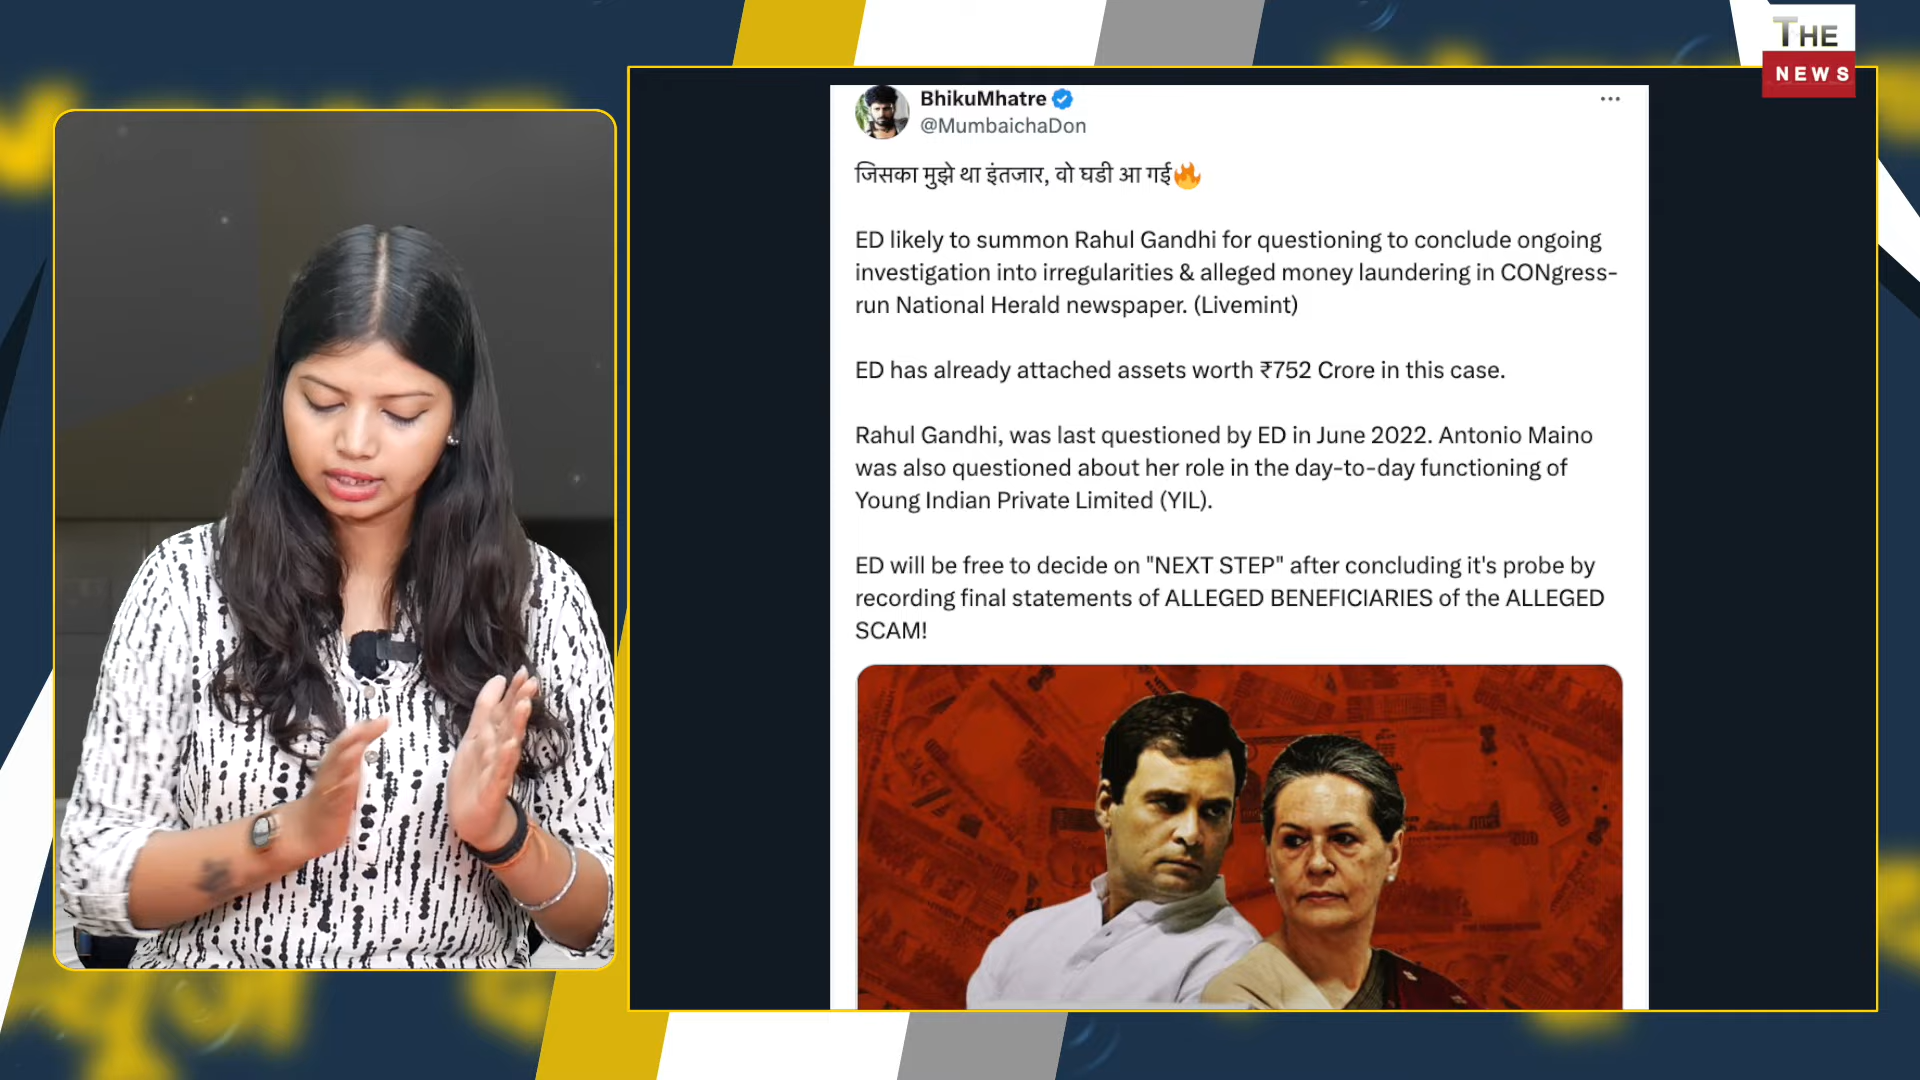 THE
NEWS
BhikuMhatre
@MumbaichaDon
जिसका मुझे था इंतजार, वो घडी आ गई🔥
ED likely to summon Rahul Gandhi for questioning to conclude ongoing
investigation into irregularities & alleged money laundering in CONgress-
run National Herald newspaper. (Livemint)
ED has already attached assets worth ₹752 Crore in this case.
Rahul Gandhi, was last questioned by ED in June 2022. Antonio Maino
was also questioned about her role in the day-to-day functioning of
Young Indian Private Limited (YIL).
ED will be free to decide on "NEXT STEP" after concluding it's probe by
recording final statements of ALLEGED BENEFICIARIES of the ALLEGED
SCAM!